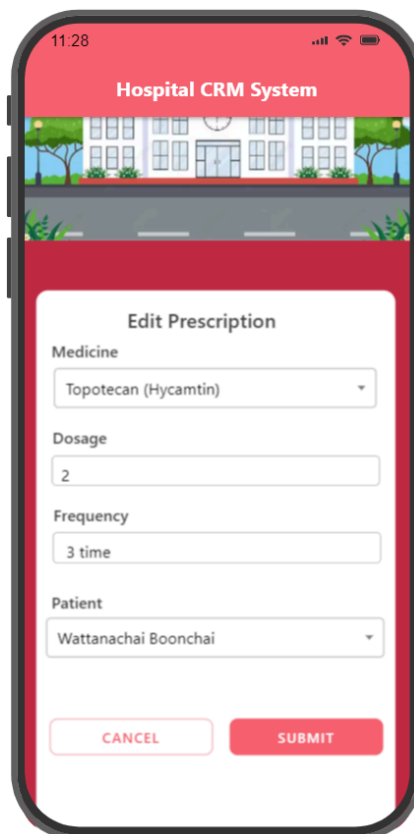 11:28
Hospital CRM System
Edit Prescription
Medicine
Topotecan (Hycamtin)
Dosage
2
Frequency
3 time
Patient
Wattanachai Boonchai
CANCEL SUBMIT